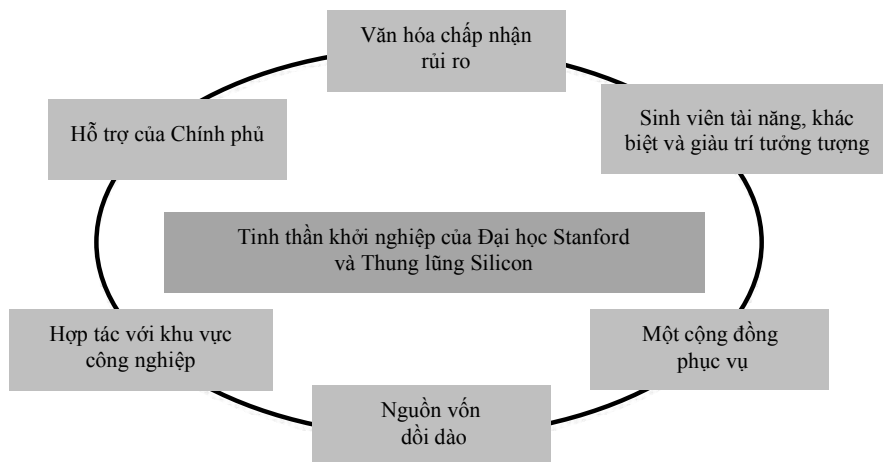 Văn hóa chấp nhận
rủi ro
Hỗ trợ của Chính phủ
Sinh viên tài năng, khác
biệt và giàu trí tưởng tượng
Tinh thần khởi nghiệp của Đại học Stanford
và Thung lũng Silicon
Hợp tác với khu vực
công nghiệp
Một cộng đồng
phục vụ
Nguồn vốn
dồi dào